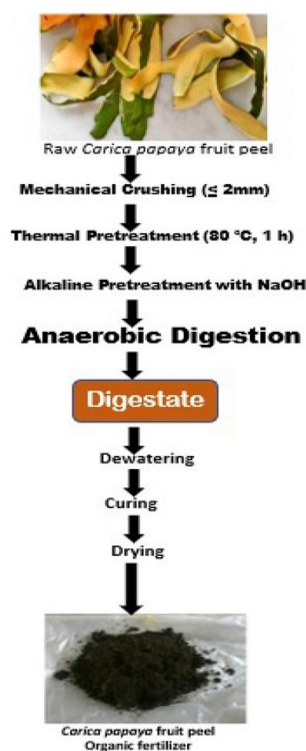 Raw Carica papaya fruit peel
Mechanical Crushing (≤ 2mm)
Thermal Pretreatment (80 °C, 1 h)
Alkaline Pretreatment with NaOH
Anaerobic Digestion
Digestate
Dewatering
Curing
Drying
Carica papaya fruit peel
Organic fertilizer